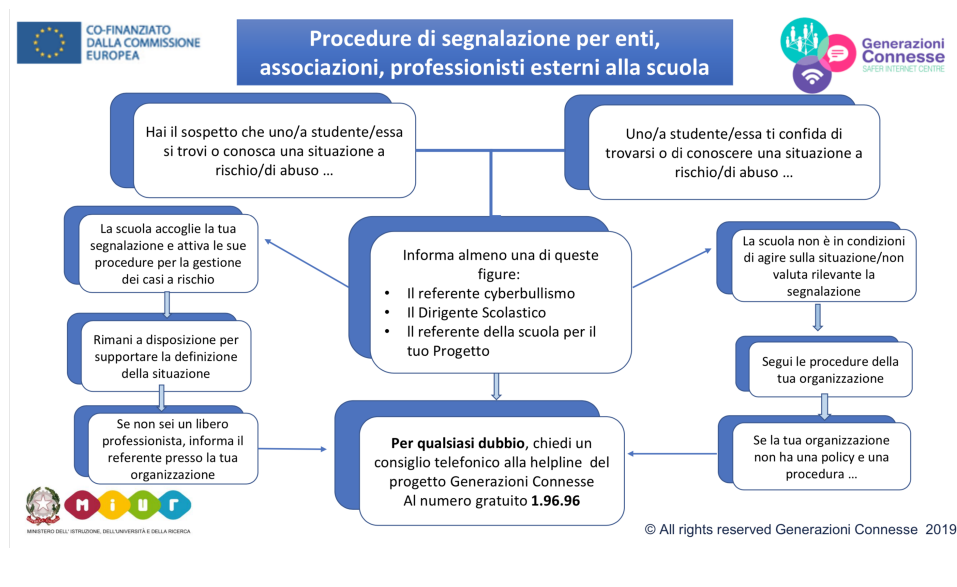 CO-FINANZIATO
DALLA COMMISSIONE
EUROPEA
Procedure di segnalazione per enti,
associazioni, professionisti esterni alla scuola
Generazioni
Connesse
SAFER INTERNET CENTRE
Hai il sospetto che uno/a studente/essa
si trovi o conosca una situazione a
rischio/di abuso …
Uno/a studente/essa ti confida di
trovarsi o di conoscere una situazione a
rischio/di abuso …
La scuola accoglie la tua
segnalazione e attiva le sue
procedure per la gestione
dei casi a rischio
Informa almeno una di queste
figure:
• Il referente cyberbullismo
• Il Dirigente Scolastico
• Il referente della scuola per il
tuo Progetto
La scuola non è in condizioni
di agire sulla situazione/non
valuta rilevante la
segnalazione
Rimani a disposizione per
supportare la definizione
della situazione
Segui le procedure della
tua organizzazione
Se non sei un libero
professionista, informa il
referente presso la tua
organizzazione
Per qualsiasi dubbio, chiedi un
consiglio telefonico alla helpline del
progetto Generazioni Connesse
Al numero gratuito 1.96.96
Se la tua organizzazione
non ha una policy e una
procedura …
miur
MINISTERO DELL' ISTRUZIONE, DELL'UNIVERSITÀ E DELLA RICERCA
© All rights reserved Generazioni Connesse 2019